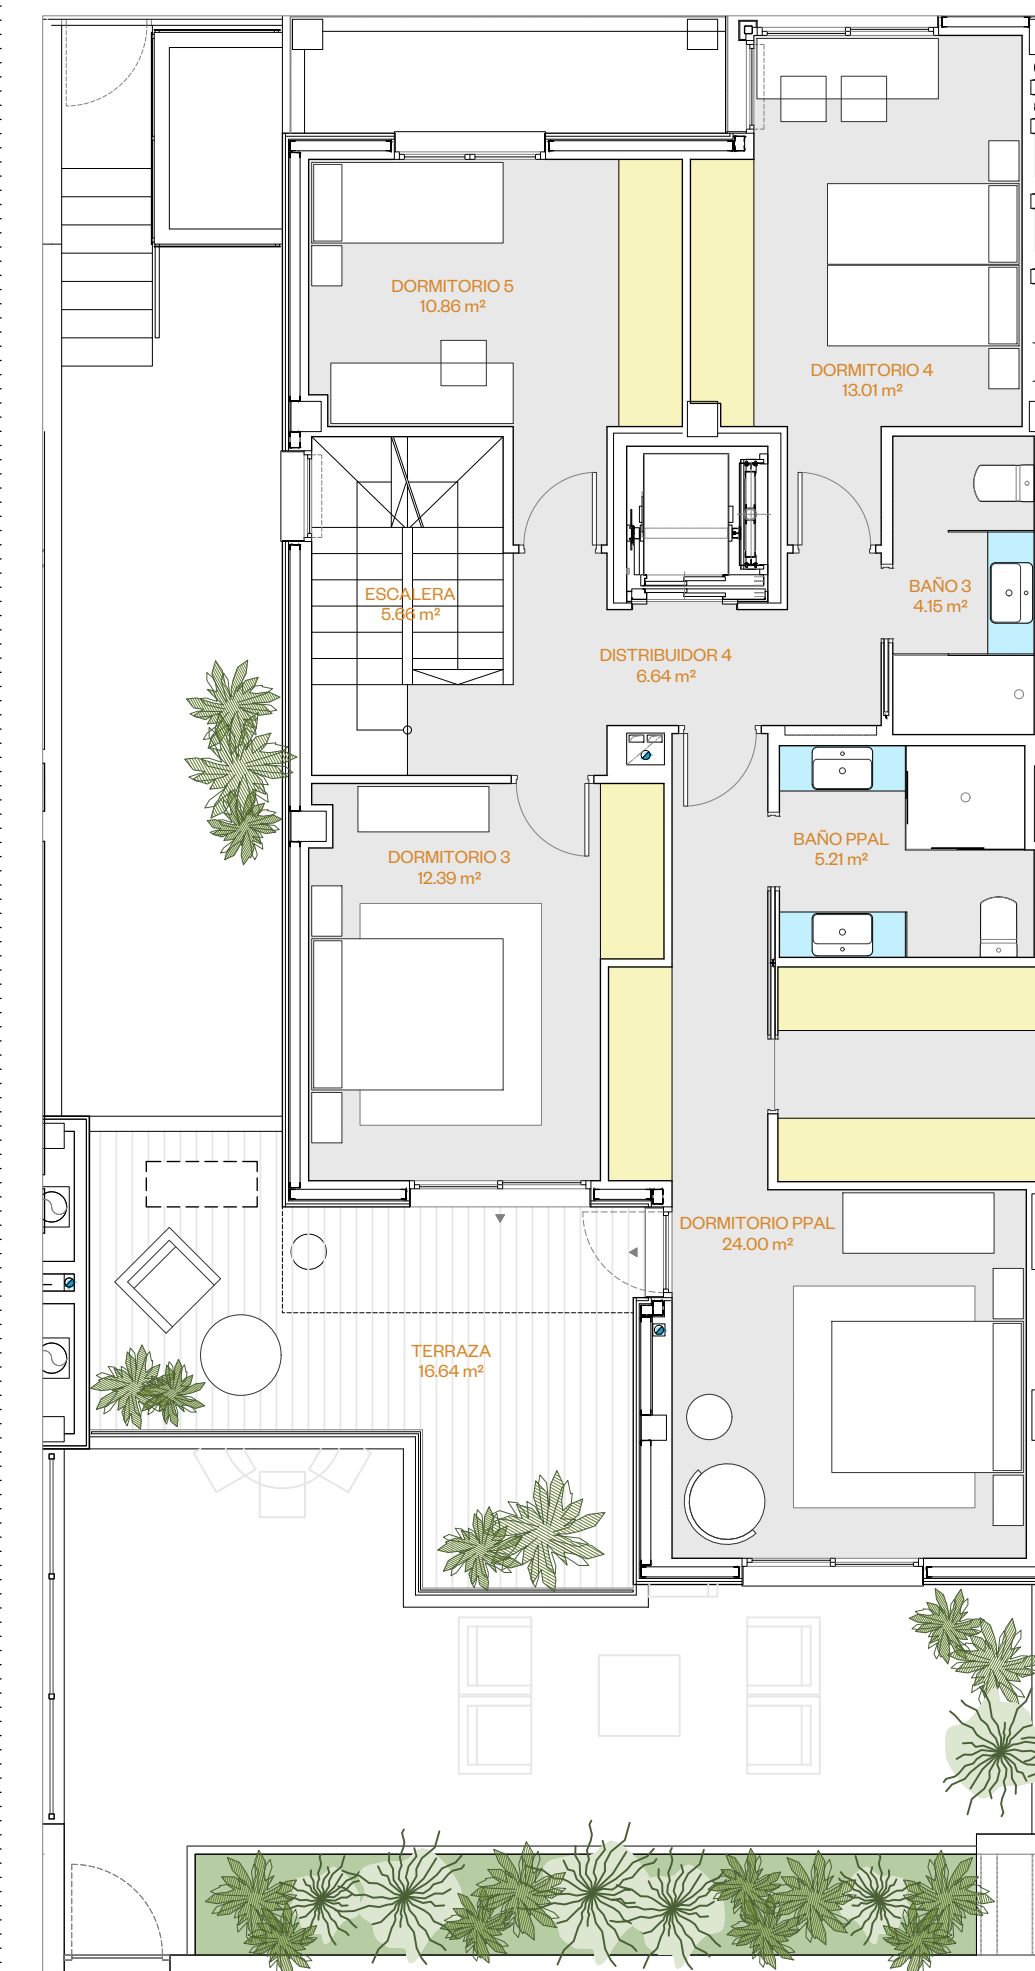 DORMITORIO 5
10.86 m²
DORMITORIO 4
13.01 m²
ESCALERA
5.66 m²
BAÑO 3
4.15 m²
DISTRIBUIDOR 4
6.64 m²
BAÑO PPAL
5.21 m²
DORMITORIO 3
12.39 m²
DORMITORIO PPAL
24.00 m²
TERRAZA
16.64 m²